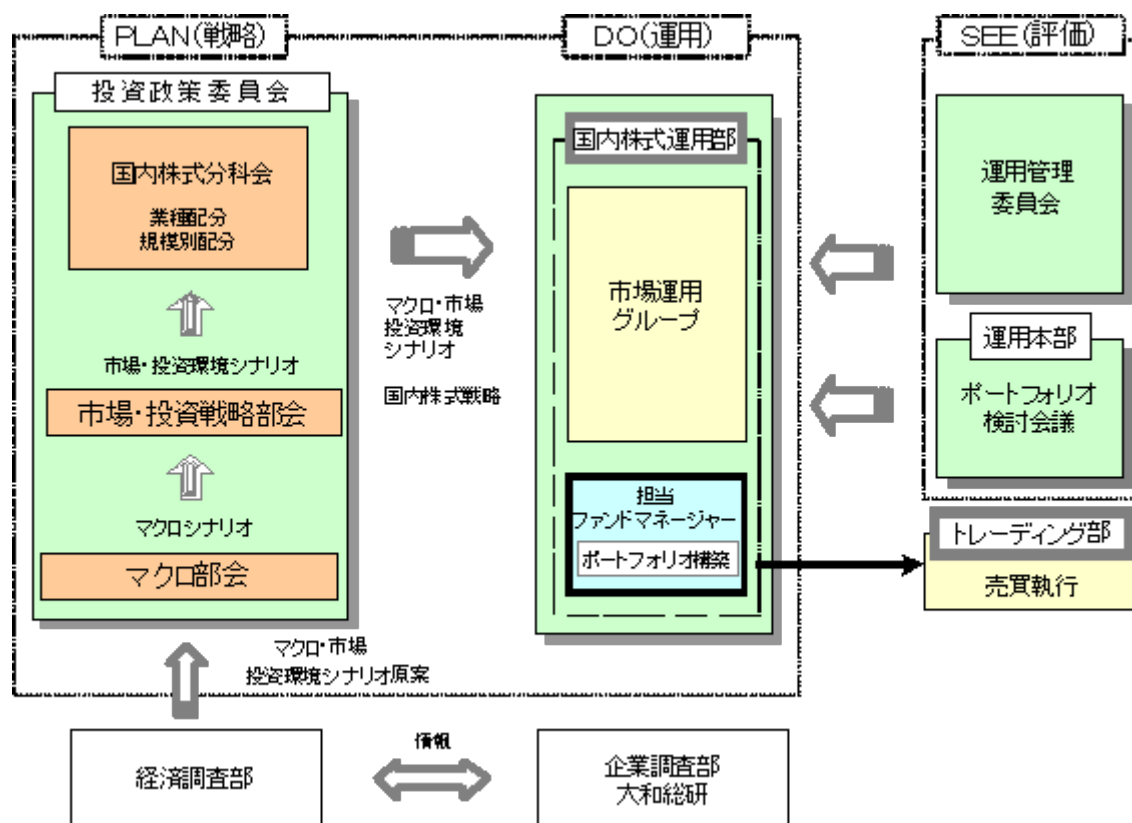 PLAN(戦略)
DO(運用)
SEE(評価)
投資政策委員会
国内株式分科会
業種配分
規模別配分
市場・投資環境シナリオ
市場・投資戦略部会
マクロシナリオ
マクロ部会
マクロ・市場
投資環境
シナリオ
国内株式戦略
国内株式運用部
市場運用
グループ
担当
ファンドマネージャー
ポートフォリオ構築
運用管理
委員会
運用本部
ポートフォリオ
検討会議
トレーディング部
売買執行
マクロ・市場
投資環境シナリオ原案
経済調査部
情報
企業調査部
大和総研